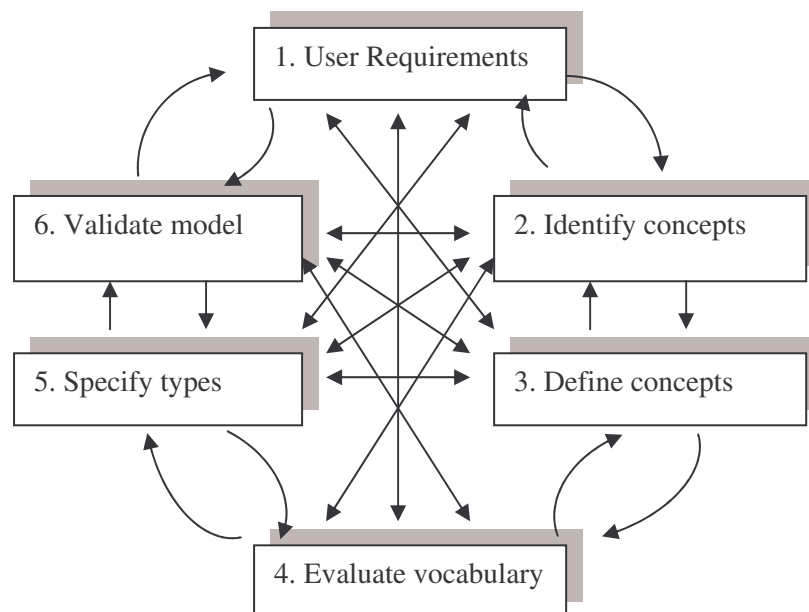 1. User Requirements
6. Validate model
2. Identify concepts
5. Specify types
3. Define concepts
4. Evaluate vocabulary